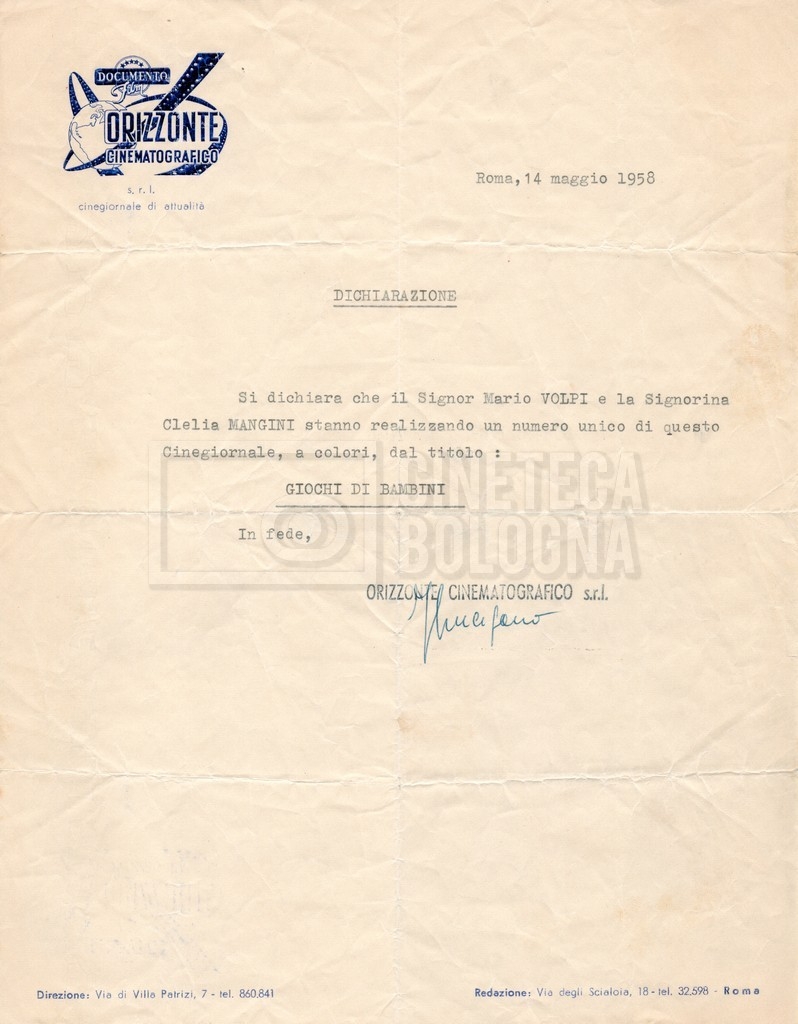 DOCUMENTO
Film
ORIZZONTE
CINEMATOGRAFICO
s. r. l.
cinegiornale di attualità
Roma, 14 maggio 1958
DICHIARAZIONE
Si dichiara che il Signor Mario VOLPI e la Signorina
Clelia MANGINI stanno realizzando un numero unico di questo
Cinegiornale, a colori, dal titolo :
GIOCHI DI BAMBINI
CINETECA
BOLOGNA
In fede,
ORIZZONTE CINEMATOGRAFICO s.r.l.
Direzione: Via di Villa Patrizi, 7 - tel. 860,841
Redazione: Via degli Scialoia, 18 - tel. 32,598 - Roma